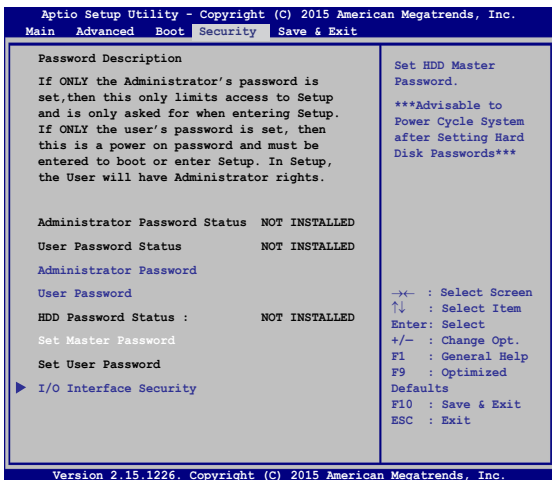 Aptio Setup Utility - Copyright (C) 2015 American Megatrends, Inc.
Main Advanced Boot Security Save & Exit
Password Description
If ONLY the Administrator's password is
set,then this only limits access to Setup
and is only asked for when entering Setup.
If ONLY the user's password is set, then
this is a power on password and must be
entered to boot or enter Setup. In Setup,
the User will have Administrator rights.
Administrator Password Status NOT INSTALLED
User Password Status NOT INSTALLED
Administrator Password
User Password
HDD Password Status : NOT INSTALLED
Set Master Password
Set User Password
I/O Interface Security
Set HDD Master
Password.
***Advisable to
Power Cycle System
after Setting Hard
Disk Passwords***
→← : Select Screen
↑↓ : Select Item
Enter: Select
+/— : Change Opt.
F1 : General Help
F9 : Optimized
Defaults
F10 : Save & Exit
ESC : Exit
Version 2.15.1226. Copyright (C) 2015 American Megatrends, Inc.